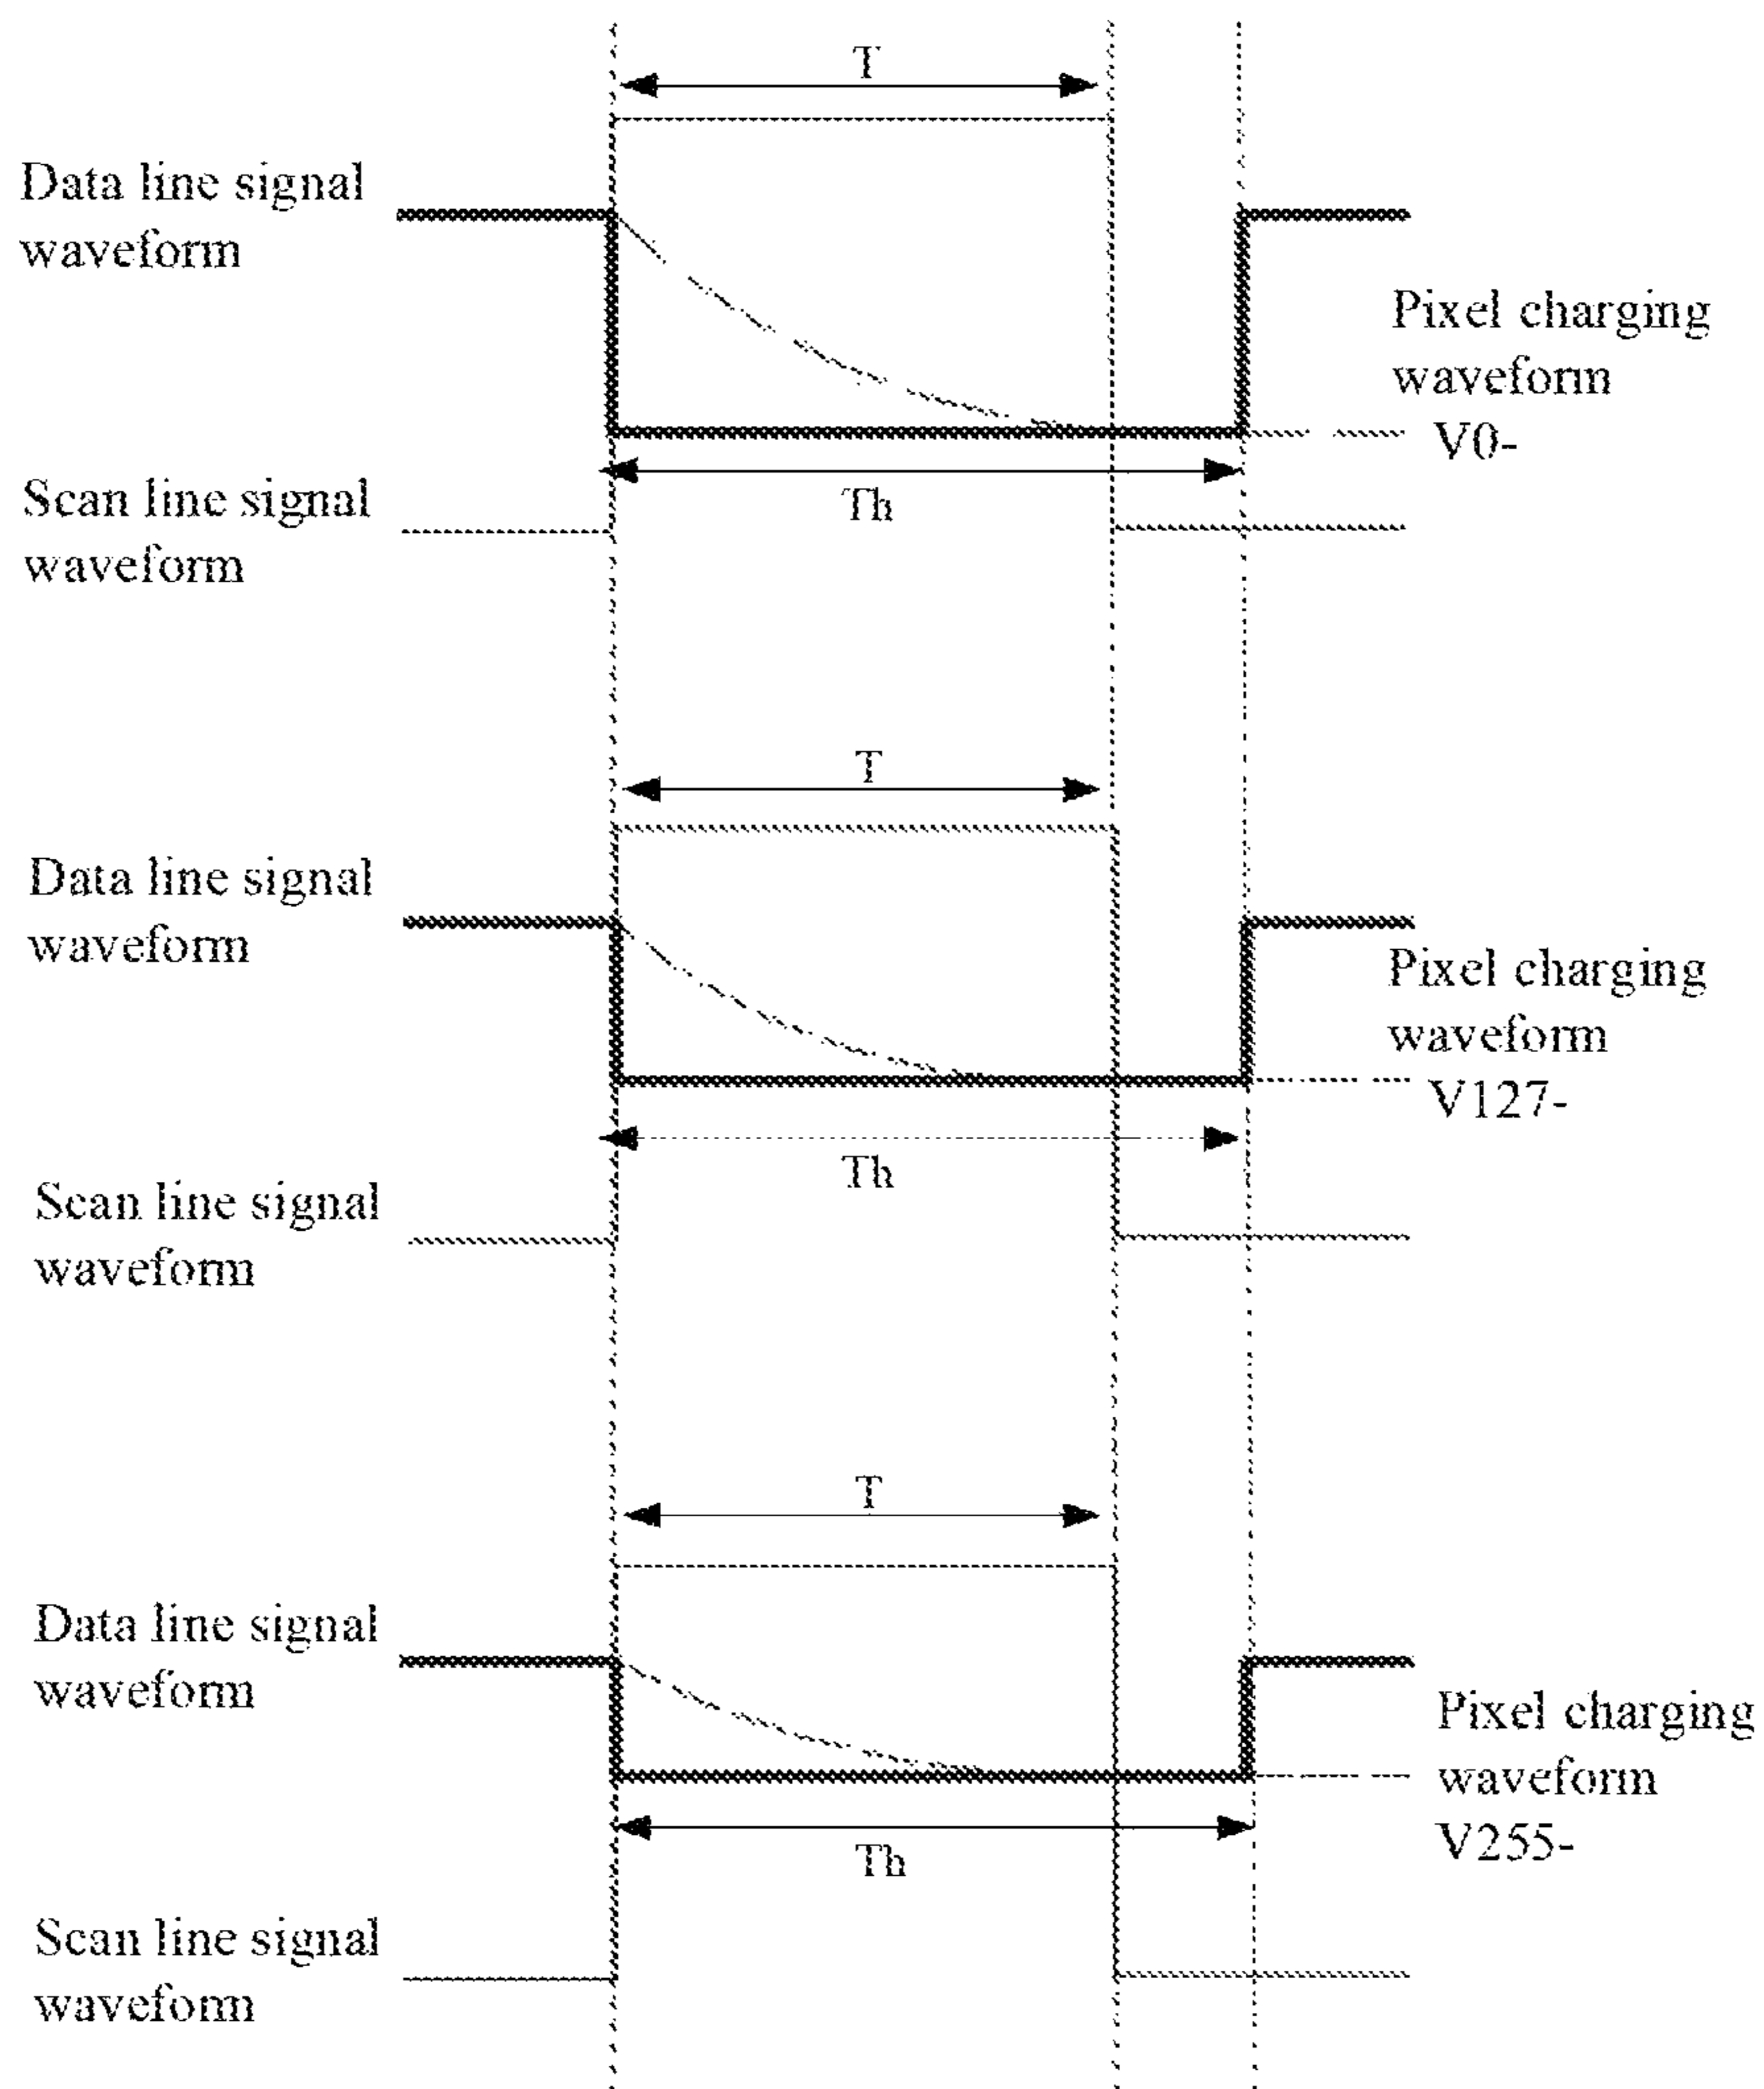 T
Data line signal
waveform
Pixel charging
waveform
V0-
Scan line signal
waveform
Th
T
Data line signal
waveform
Pixel charging
waveform
V127-
Th
Scan line signal
waveform
T
Data line signal
waveform
Pixel charging
waveform
V255-
Th
Scan line signal
waveform